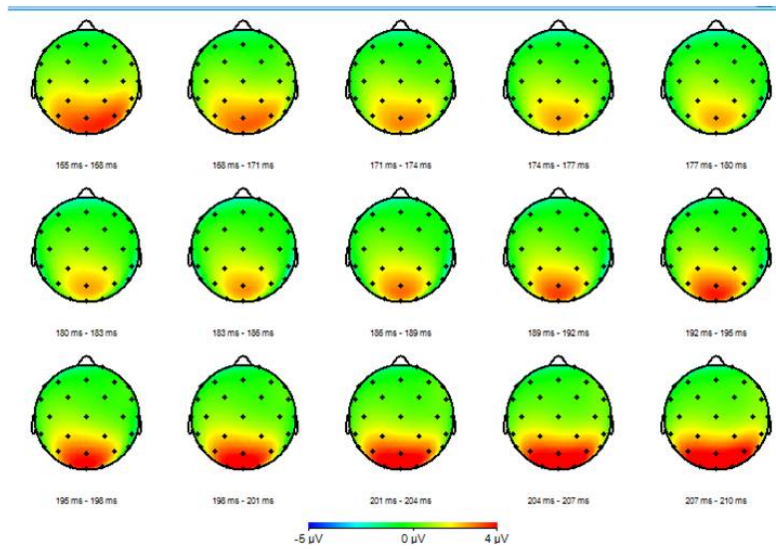 165 ms - 168 ms
168 ms - 171 ms
171 ms - 174 ms
174 ms - 177 ms
177 ms - 180 ms
180 ms - 183 ms
183 ms - 186 ms
186 ms - 189 ms
189 ms - 192 ms
192 ms - 195 ms
195 ms - 198 ms
198 ms - 201 ms
201 ms - 204 ms
204 ms - 207 ms
207 ms - 210 ms
-5 µV 0 µV 4 µV